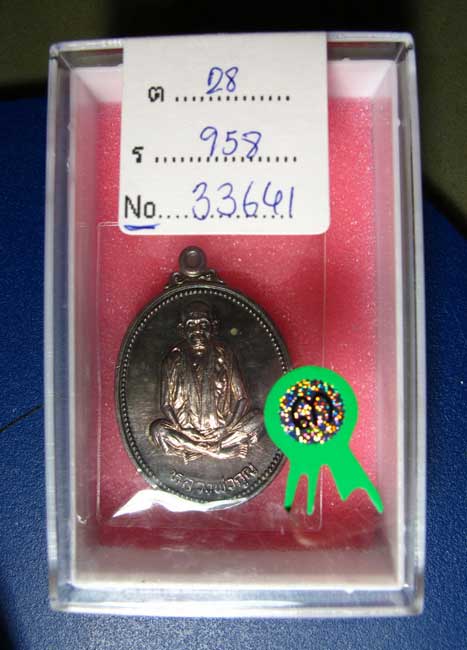 ต ............ 28
ร ............ 958
No. ............ 33641
หลวงพ่อคูณ